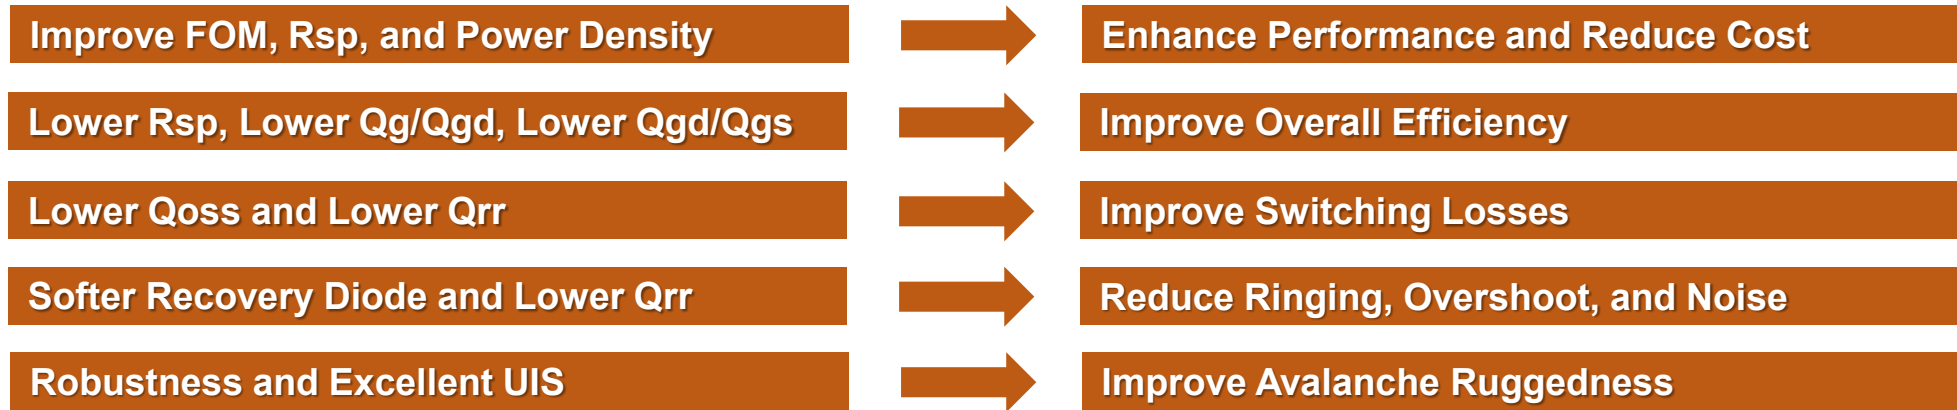 Improve FOM, Rsp, and Power Density
Enhance Performance and Reduce Cost
Lower Rsp, Lower Qg/Qgd, Lower Qgd/Qgs
Improve Overall Efficiency
Lower Qoss and Lower Qrr
Improve Switching Losses
Softer Recovery Diode and Lower Qrr
Reduce Ringing, Overshoot, and Noise
Robustness and Excellent UIS
Improve Avalanche Ruggedness